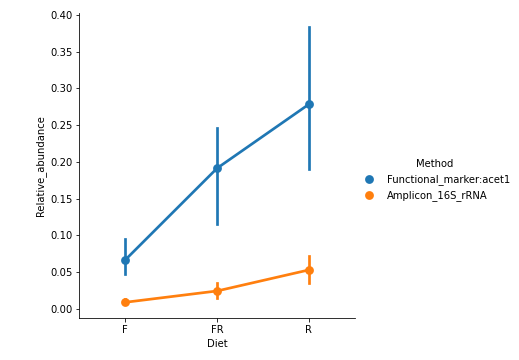 0.40
0.35
0.30
0.25
0.20
0.15
0.10
0.05
0.00
Relative_abundance
F
FR
R
Diet
Method
Functional_marker:acet1
Amplicon_16S_rRNA